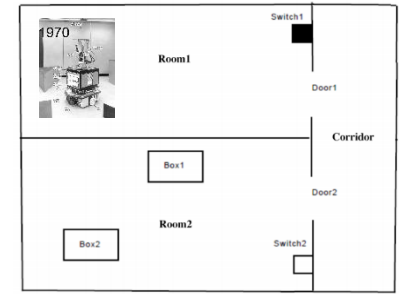 Switch1
1970
Room1
Door1
Corridor
Box1
Door2
Room2
Box2
Switch2